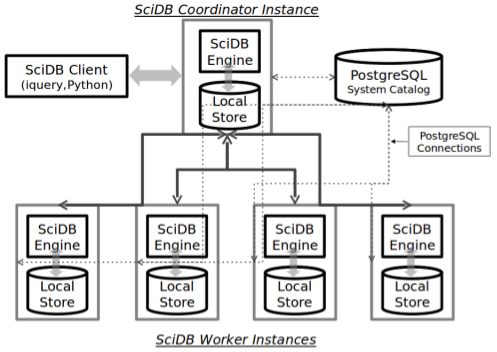 SciDB Coordinator Instance
SciDB
Engine
Local
Store
SciDB Client
(iquery,Python)
PostgreSQL
System Catalog
PostgreSQL
Connections
SciDB
Engine
Local
Store
SciDB
Engine
Local
Store
SciDB
Engine
Local
Store
SciDB
Engine
Local
Store
SciDB Worker Instances